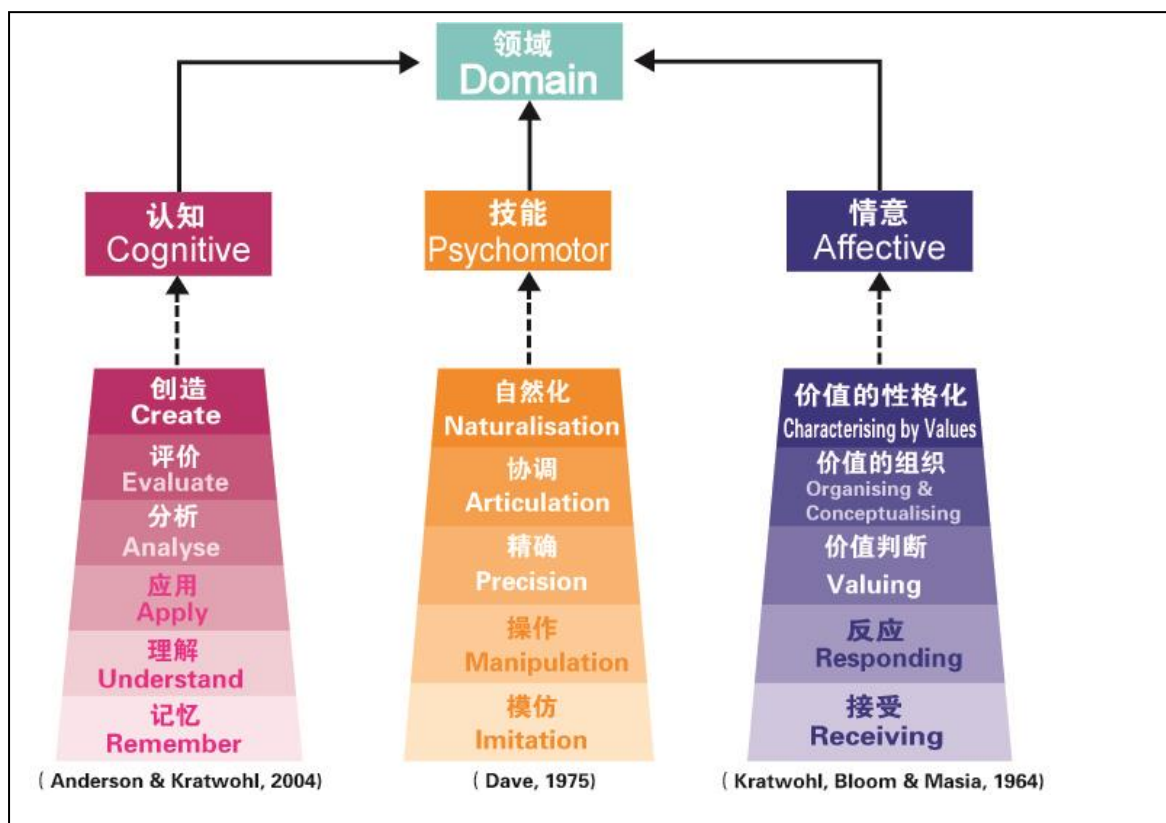 领域
Domain
认知
Cognitive
技能
Psychomotor
情意
Affective
创造
Create
评价
Evaluate
分析
Analyse
应用
Apply
理解
Understand
记忆
Remember
( Anderson & Kratwohl, 2004)
自然化
Naturalisation
协调
Articulation
精确
Precision
操作
Manipulation
模仿
Imitation
( Dave, 1975)
价值的性格化
Characterising by Values
价值的组织
Organising &
Conceptualising
价值判断
Valuing
反应
Responding
接受
Receiving
( Kratwohl, Bloom & Masia, 1964)